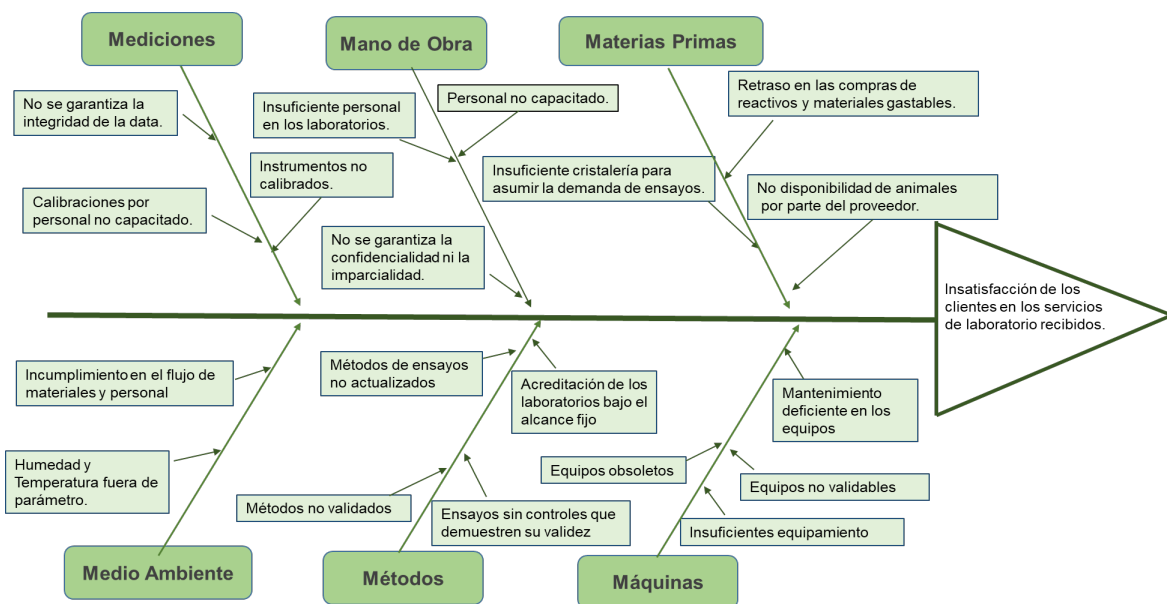 Mediciones
Mano de Obra
Materias Primas
No se garantiza la
integridad de la data.
Instrumentos no
calibrados.
Calibraciones por
personal no capacitado.
Insuficiente personal
en los laboratorios.
Personal no capacitado.
No se garantiza la
confidencialidad ni la
imparcialidad.
Retraso en las compras de
reactivos y materiales gastables.
Insuficiente cristalería para
asumir la demanda de ensayos.
No disponibilidad de animales
por parte del proveedor.
Insatisfacción de los
clientes en los servicios
de laboratorio recibidos.
Incumplimiento en el flujo de
materiales y personal
Humedad y
Temperatura fuera de
parámetro.
Métodos de ensayos
no actualizados
Acreditación de los
laboratorios bajo el
alcance fijo
Métodos no validados
Ensayos sin controles que
demuestren su validez
Mantenimiento
deficiente en los
equipos
Equipos obsoletos
Equipos no validables
Insuficientes equipamiento
Medio Ambiente
Métodos
Máquinas